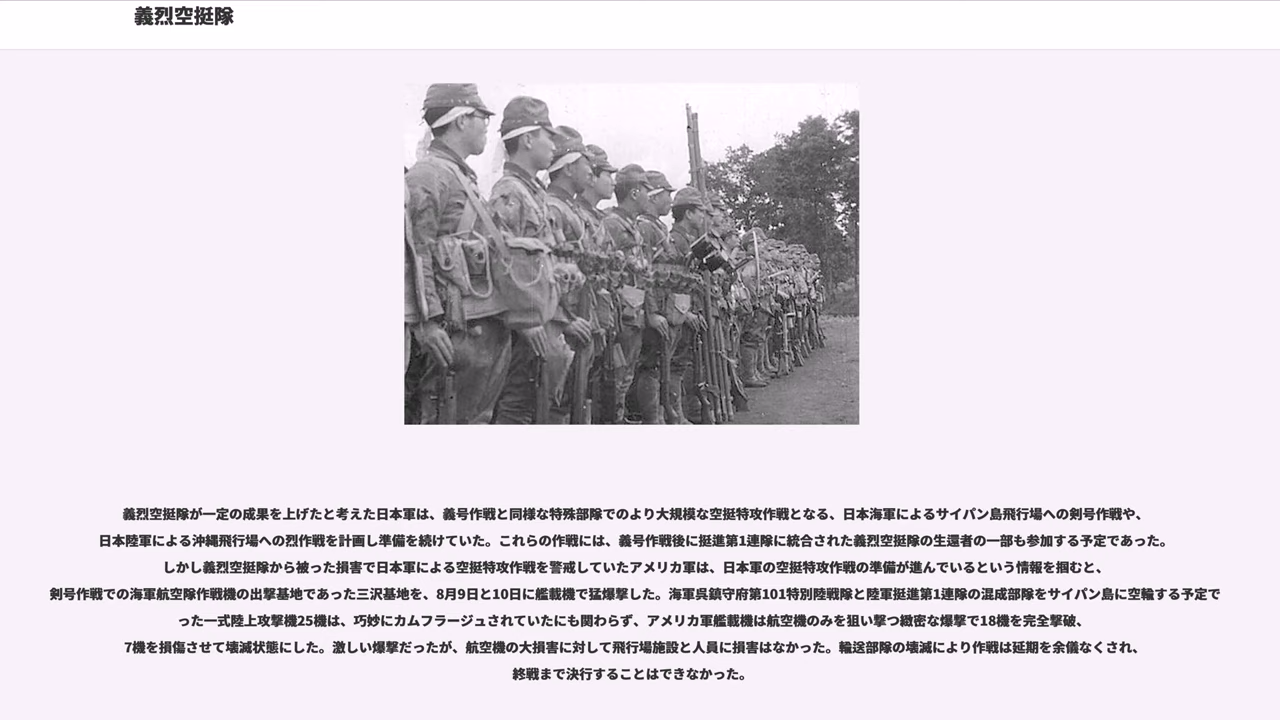 義烈空挺隊
義烈空挺隊が一定の成果を上げたと考えた日本軍は、義号作戦と同様な特殊部隊でのより大規模な空挺特攻作戦となる、日本海軍によるサイパン島飛行場への剣号作戦や、
日本陸軍による沖縄飛行場への烈作戦を計画し準備を続けていた。これらの作戦には、義号作戦後に挺進第1連隊に統合された義烈空挺隊の生還者の一部も参加する予定であった。
しかし義烈空挺隊から被った損害で日本軍による空挺特攻作戦を警戒していたアメリカ軍は、日本軍の空挺特攻作戦の準備が進んでいるという情報を掴むと、
剣号作戦での海軍航空隊作戦機の出撃基地であった三沢基地を、8月9日と10日に艦載機で猛爆撃した。海軍呉鎮守府第101特別陸戦隊と陸軍挺進第1連隊の混成部隊をサイパン島に空輸する予定で
った一式陸上攻撃機25機は、巧妙にカムフラージュされていたにも関わらず、アメリカ軍艦載機は航空機のみを狙い撃つ緻密な爆撃で18機を完全撃破、
7機を損傷させて壊滅状態にした。激しい爆撃だったが、航空機の大損害に対して飛行場施設と人員に損害はなかった。輸送部隊の壊滅により作戦は延期を余儀なくされ、
終戦まで決行することはできなかった。